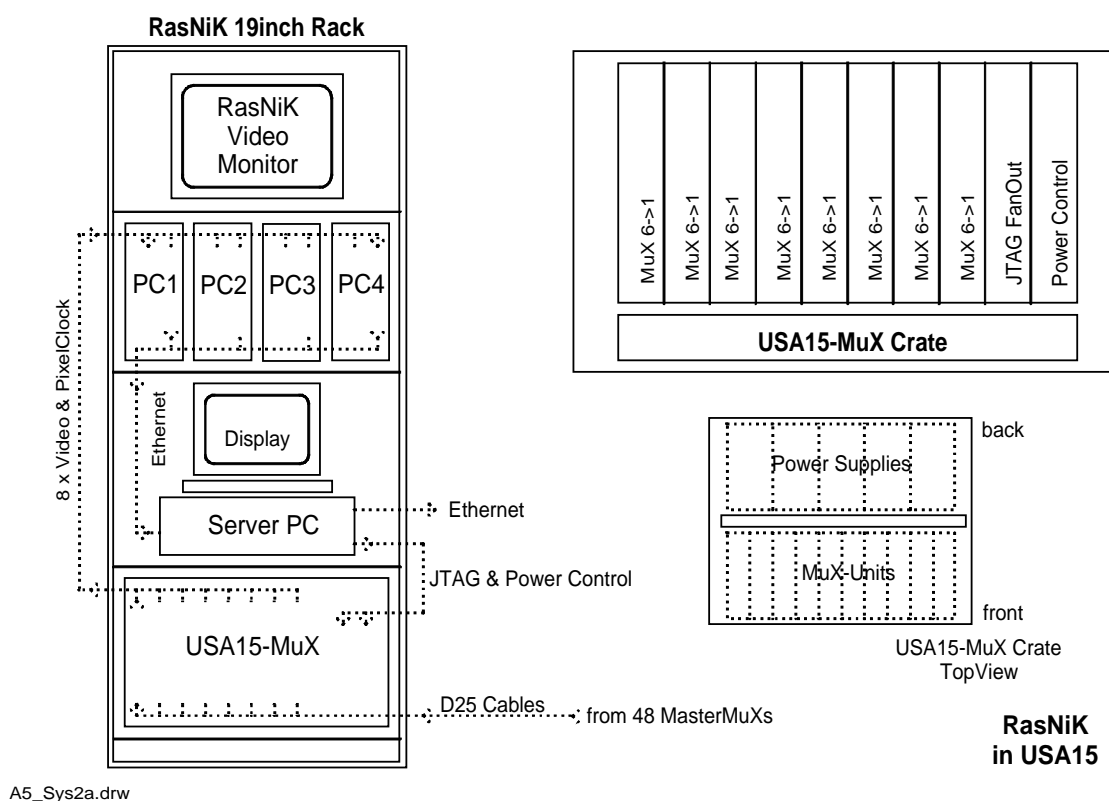 RasNiK 19inch Rack
RasNiK
Video
Monitor
PC1
PC2
PC3
PC4
8 x Video & PixelClock
Ethernet
Display
Server PC
Ethernet
JTAG & Power Control
USA15-MuX
D25 Cables
from 48 MasterMuXs
MuX 6->1
MuX 6->1
MuX 6->1
MuX 6->1
MuX 6->1
MuX 6->1
MuX 6->1
MuX 6->1
JTAG FanOut
Power Control
USA15-MuX Crate
back
Power Supplies
MuX-Units
front
USA15-MuX Crate
TopView
RasNiK
in USA15
A5_Sys2a.drw